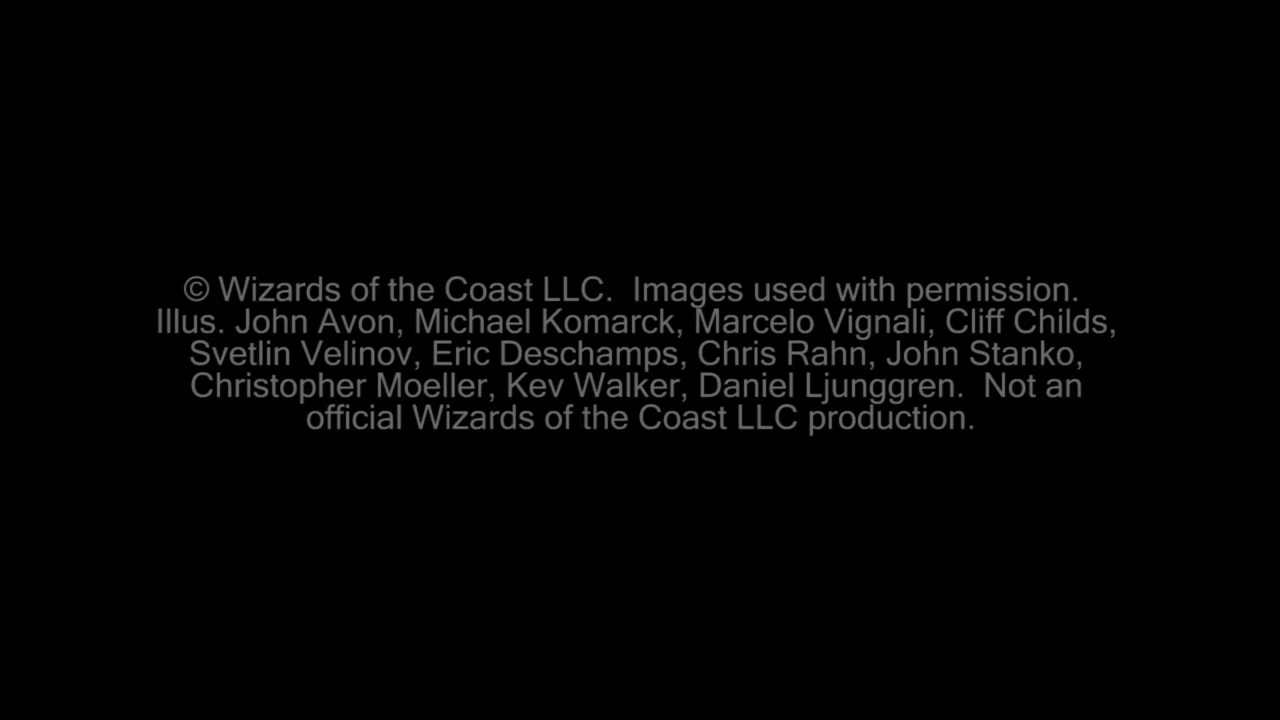 © Wizards of the Coast LLC.  Images used with permission.
Illus. John Avon, Michael Komarck, Marcelo Vignali, Cliff Childs,
Svetlin Velinov, Eric Deschamps, Chris Rahn, John Stanko,
Christopher Moeller, Kev Walker, Daniel Ljunggren.  Not an
official Wizards of the Coast LLC production.